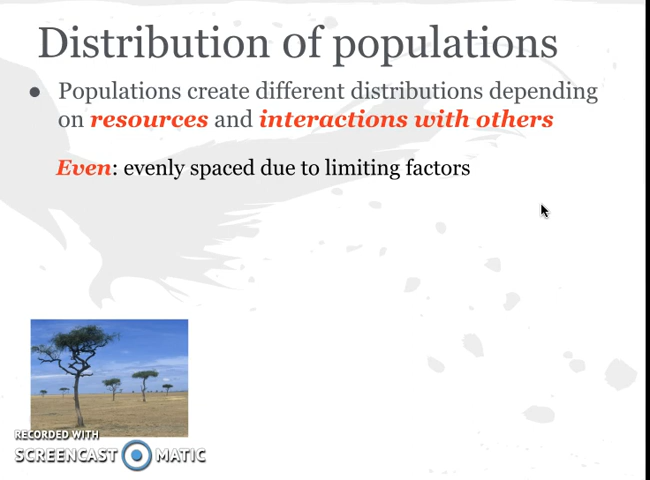 Distribution of populations
● Populations create different distributions depending
on resources and interactions with others
Even: evenly spaced due to limiting factors
RECORDED WITH
SCREENCAST MATIC